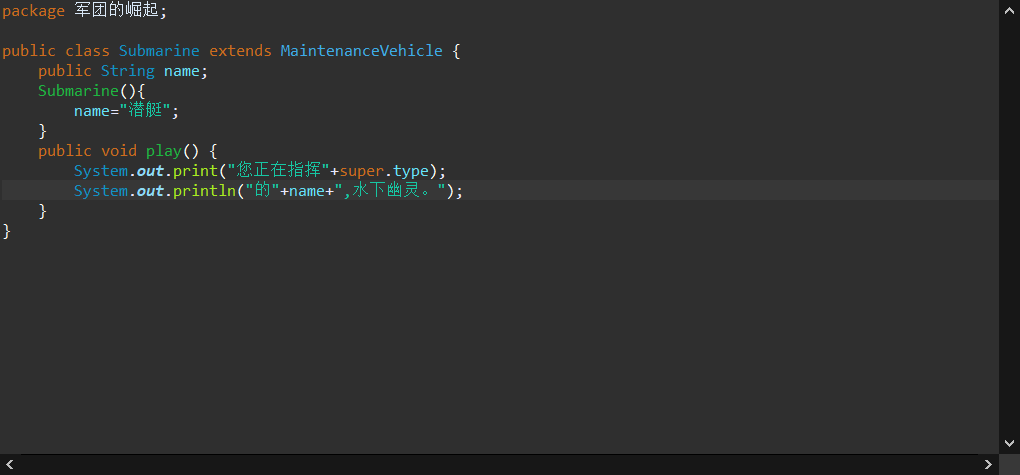 package 军团的崛起;
public class Submarine extends MaintenanceVehicle {
public String name;
Submarine(){
name="潜艇";
}
public void play() {
System.out.print("您正在指挥"+super.type);
System.out.println("的"+name+",水下幽灵。");
}
}